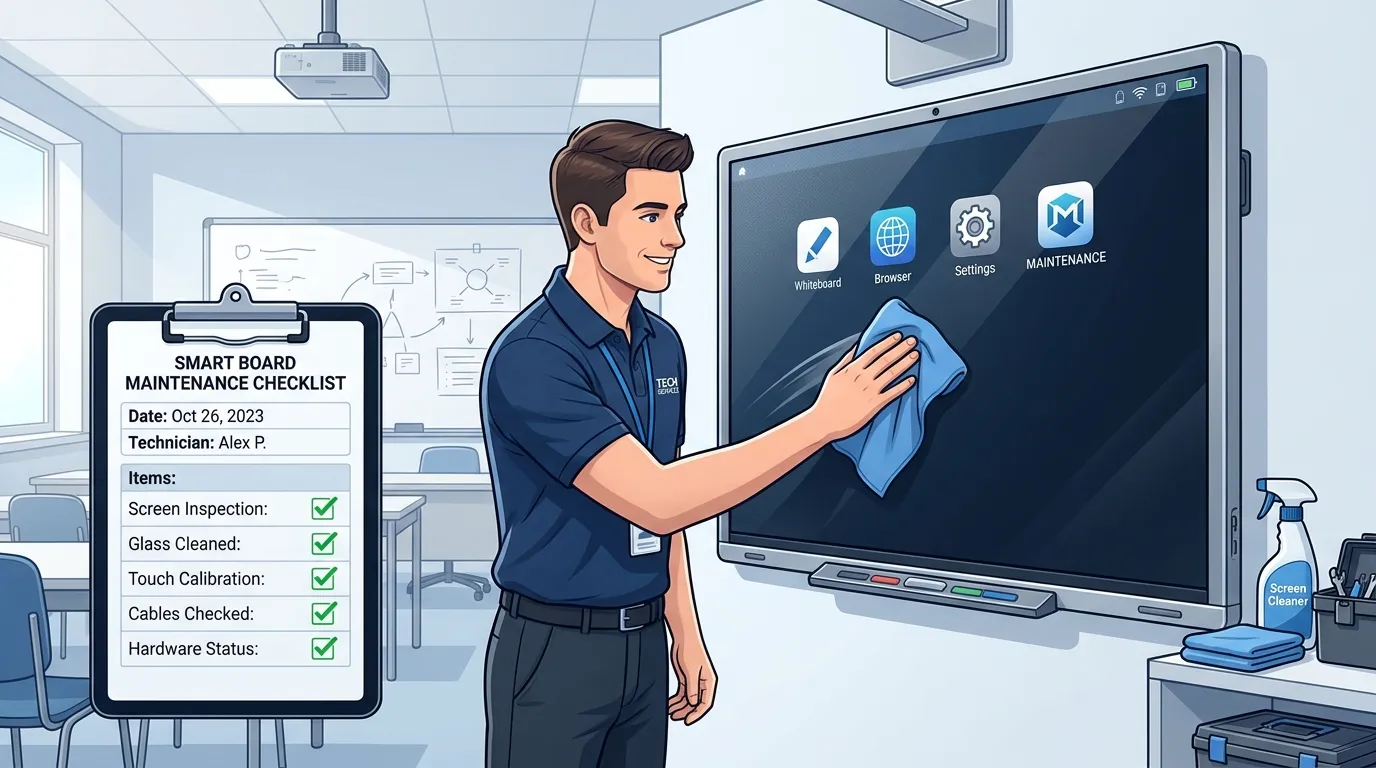 SMART BOARD
MAINTENANCE CHECKLIST
Date: Oct 26, 2023
Technician: Alex P.
Items:
Screen Inspection:
Glass Cleaned:
Touch Calibration:
Cables Checked:
Hardware Status:
TECH
Whiteboard
Browser
Settings
M
MAINTENANCE
Screen
Cleaner